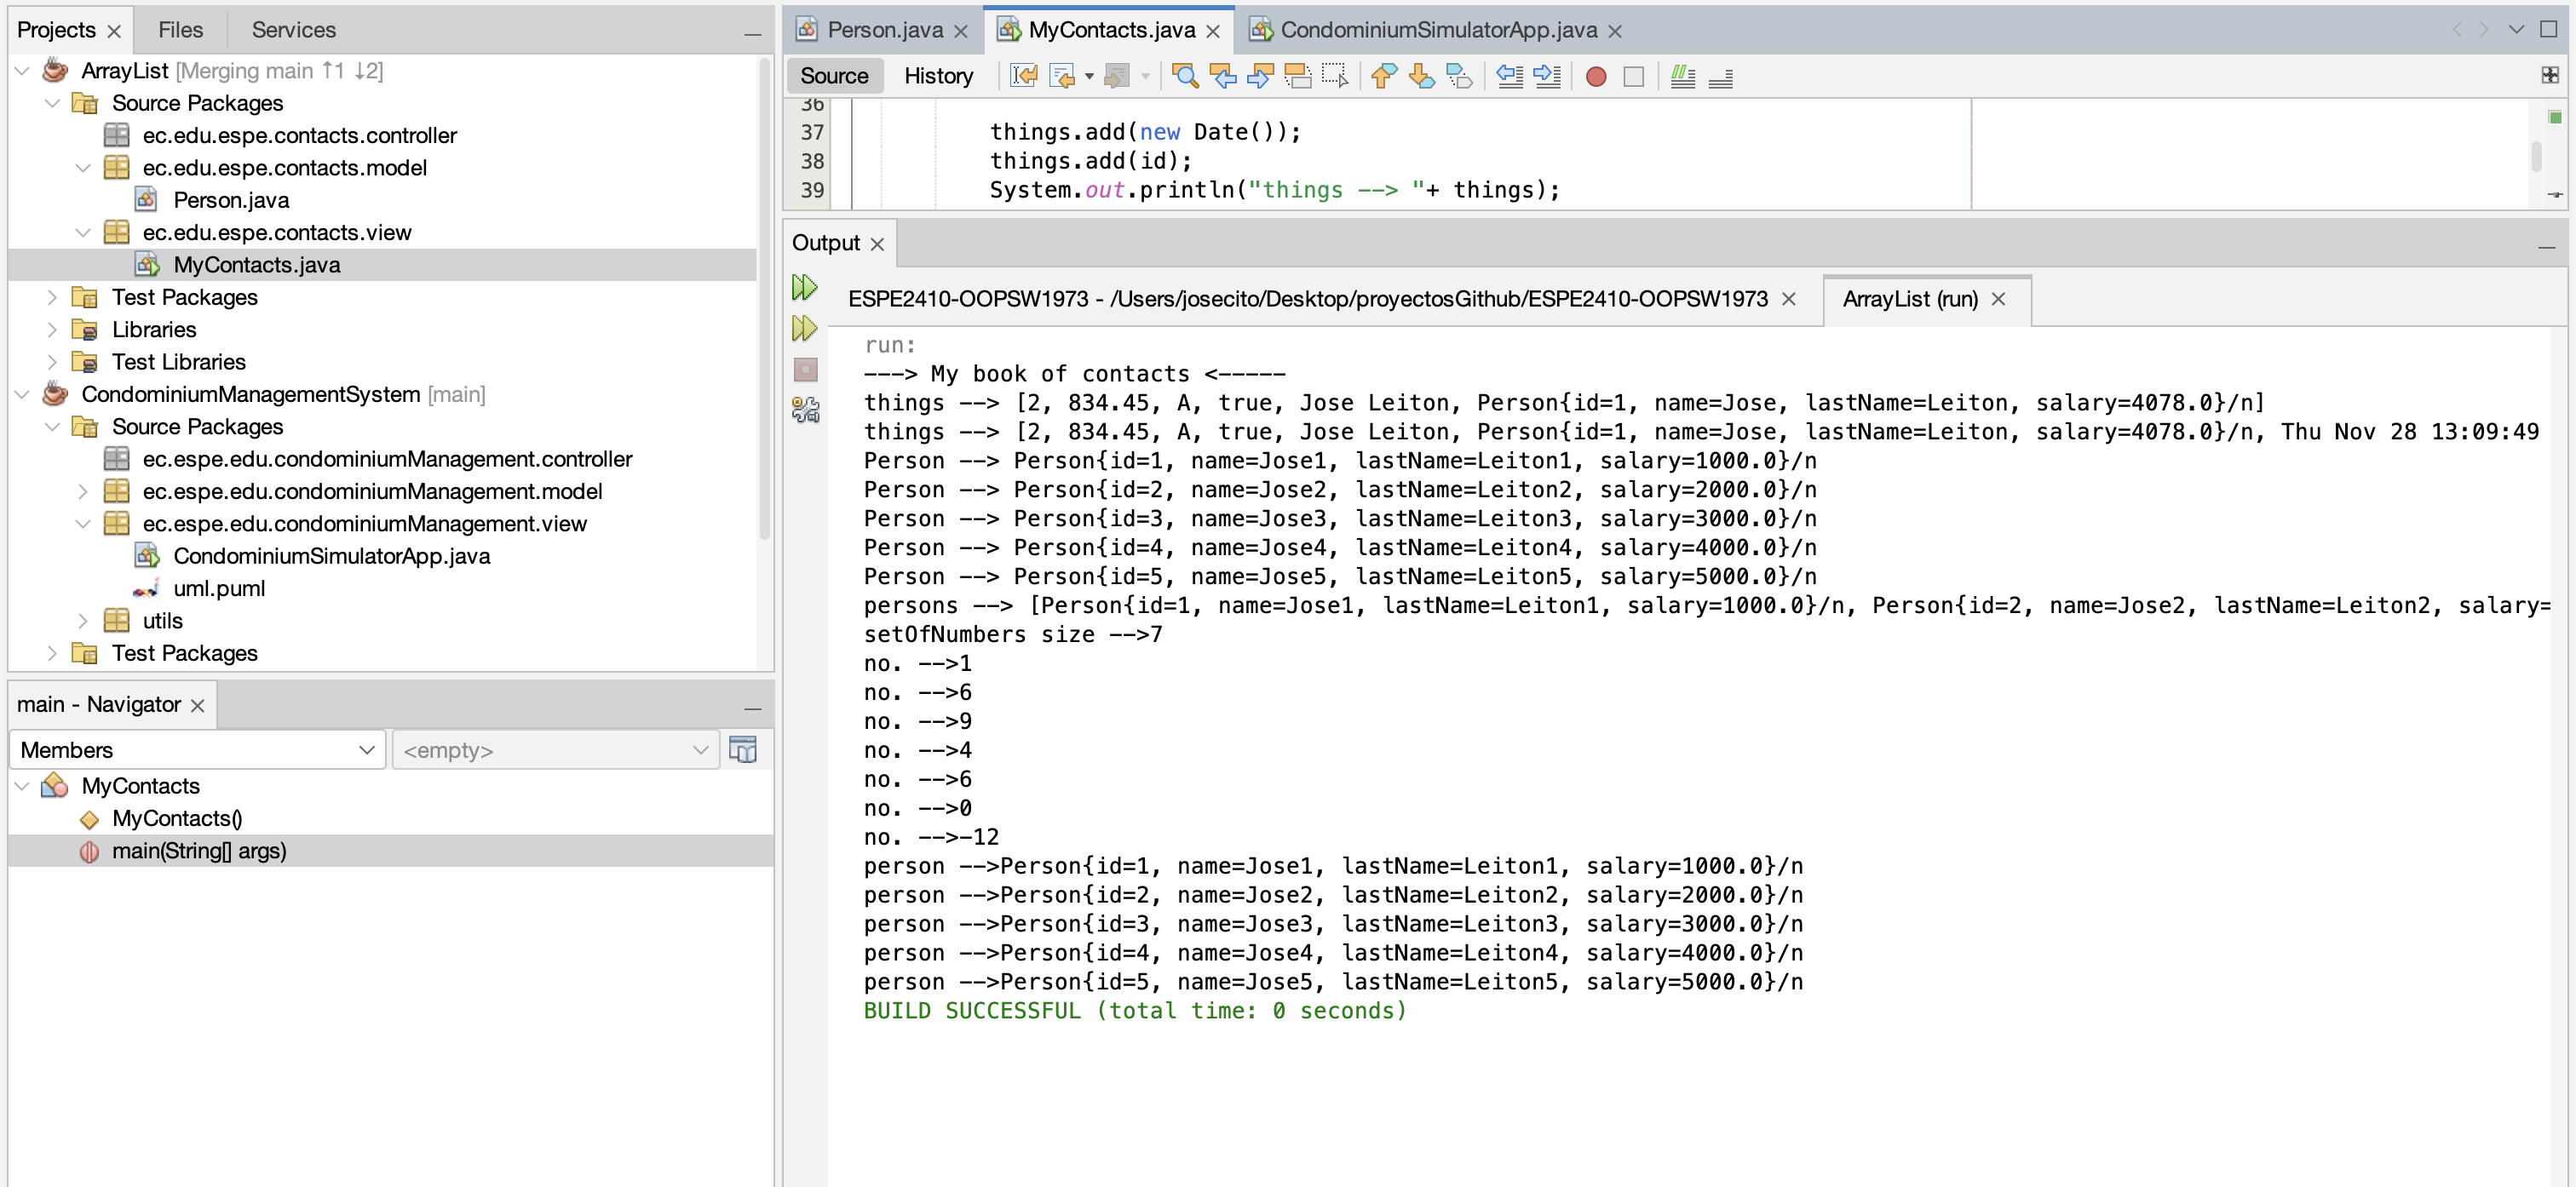 Projects
Files
Services
ArrayList [Merging main ↑1 ↓2]
Source Packages
ec.edu.espe.contacts.controller
ec.edu.espe.contacts.model
Person.java
ec.edu.espe.contacts.view
MyContacts.java
Test Packages
Libraries
Test Libraries
CondominiumManagementSystem [main]
Source Packages
ec.espe.edu.condominiumManagement.controller
ec.espe.edu.condominiumManagement.model
ec.espe.edu.condominiumManagement.view
CondominiumSimulatorApp.java
uml.puml
utils
Test Packages
main - Navigator
Members
<empty>
MyContacts
MyContacts()
main(String[] args)
Person.java
MyContacts.java
CondominiumSimulatorApp.java
Source
History
36
37 things.add(new Date());
38 things.add(id);
39 System.out.println("things --> "+ things);
Output
ESPE2410-OOPSW1973 - /Users/josecito/Desktop/proyectosGithub/ESPE2410-OOPSW1973
ArrayList (run)
run:
---> My book of contacts <-----
things --> [2, 834.45, A, true, Jose Leiton, Person{id=1, name=Jose, lastName=Leiton, salary=4078.0}/n]
things --> [2, 834.45, A, true, Jose Leiton, Person{id=1, name=Jose, lastName=Leiton, salary=4078.0}/n, Thu Nov 28 13:09:49
Person --> Person{id=1, name=Jose1, lastName=Leiton1, salary=1000.0}/n
Person --> Person{id=2, name=Jose2, lastName=Leiton2, salary=2000.0}/n
Person --> Person{id=3, name=Jose3, lastName=Leiton3, salary=3000.0}/n
Person --> Person{id=4, name=Jose4, lastName=Leiton4, salary=4000.0}/n
Person --> Person{id=5, name=Jose5, lastName=Leiton5, salary=5000.0}/n
persons --> [Person{id=1, name=Jose1, lastName=Leiton1, salary=1000.0}/n, Person{id=2, name=Jose2, lastName=Leiton2, salary=
setOfNumbers size -->7
no. -->1
no. -->6
no. -->9
no. -->4
no. -->6
no. -->0
no. -->-12
person -->Person{id=1, name=Jose1, lastName=Leiton1, salary=1000.0}/n
person -->Person{id=2, name=Jose2, lastName=Leiton2, salary=2000.0}/n
person -->Person{id=3, name=Jose3, lastName=Leiton3, salary=3000.0}/n
person -->Person{id=4, name=Jose4, lastName=Leiton4, salary=4000.0}/n
person -->Person{id=5, name=Jose5, lastName=Leiton5, salary=5000.0}/n
BUILD SUCCESSFUL (total time: 0 seconds)